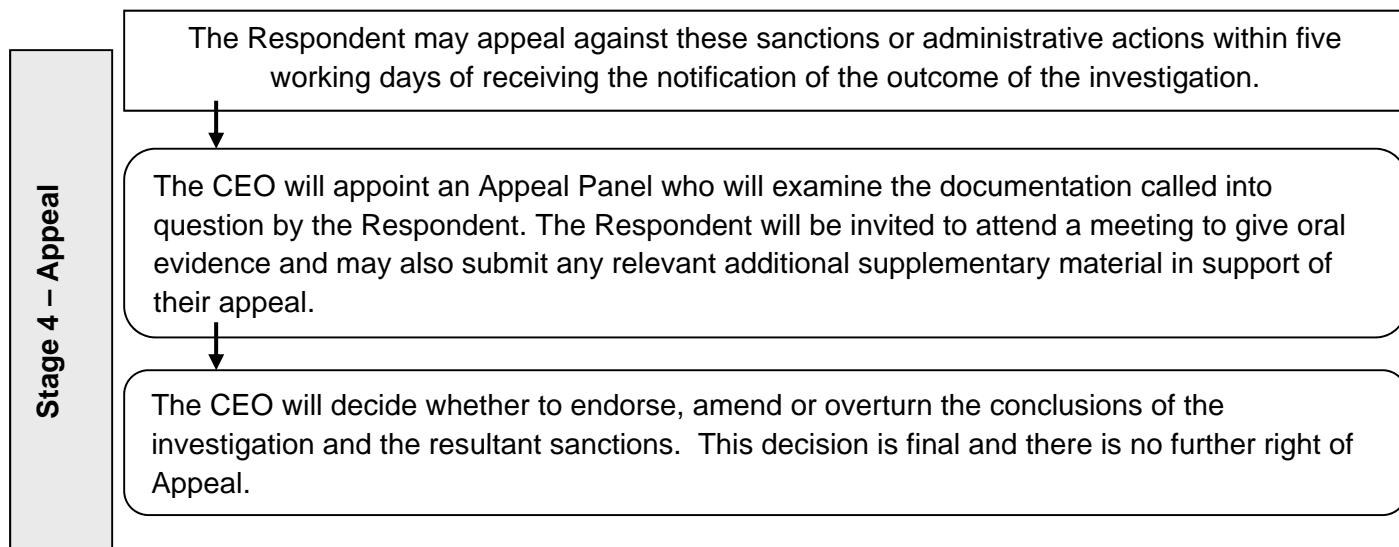 Stage 4 – Appeal
The Respondent may appeal against these sanctions or administrative actions within five
working days of receiving the notification of the outcome of the investigation.
The CEO will appoint an Appeal Panel who will examine the documentation called into
question by the Respondent. The Respondent will be invited to attend a meeting to give oral
evidence and may also submit any relevant additional supplementary material in support of
their appeal.
The CEO will decide whether to endorse, amend or overturn the conclusions of the
investigation and the resultant sanctions.  This decision is final and there is no further right of
Appeal.